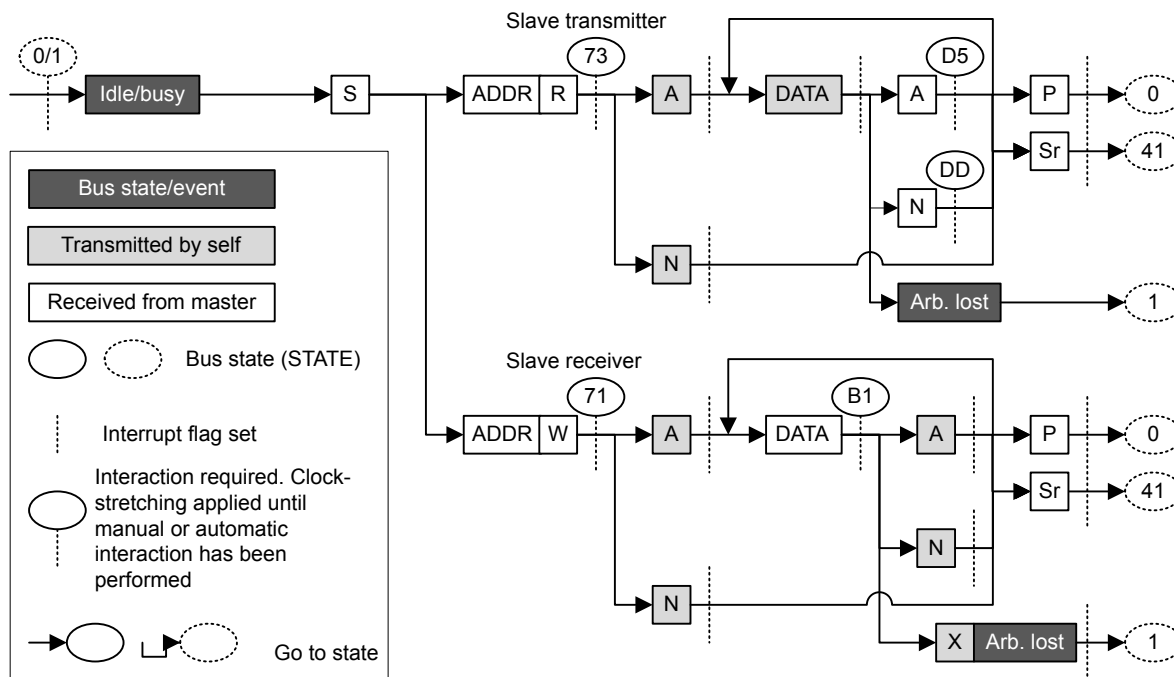 Slave transmitter
0/1
73
D5
Idle/busy
S
ADDR
R
A
DATA
A
P
0
Sr
41
DD
N
N
Arb. lost
1
Bus state/event
Transmitted by self
Received from master
Bus state (STATE)
Interrupt flag set
Interaction required. Clock-
stretching applied until
manual or automatic
interaction has been
performed
Go to state
Slave receiver
71
B1
ADDR
W
A
DATA
A
P
0
Sr
41
N
N
X
Arb. lost
1